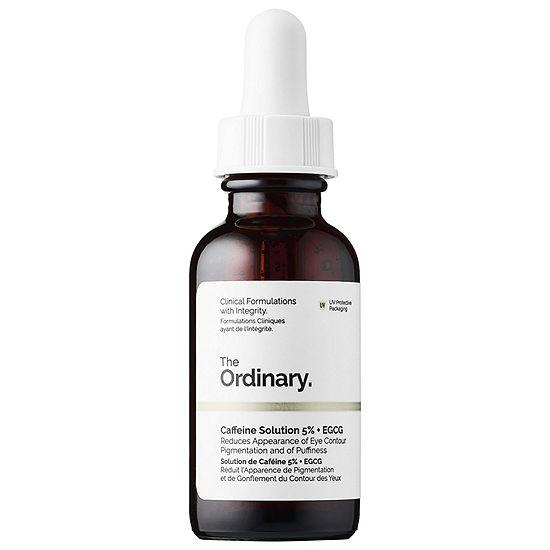 Clinical Formulations
with Integrity.
Formulations Cliniques
ayant de l'Intégrité.
UV
UV Protective
Packaging
The
Ordinary.
Caffeine Solution 5% + EGCG
Reduces Appearance of Eye Contour
Pigmentation and of Puffiness
Solution de Caféine 5% + EGCG
Réduit l'Apparence de Pigmentation
et de Gonflement du Contour des Yeux